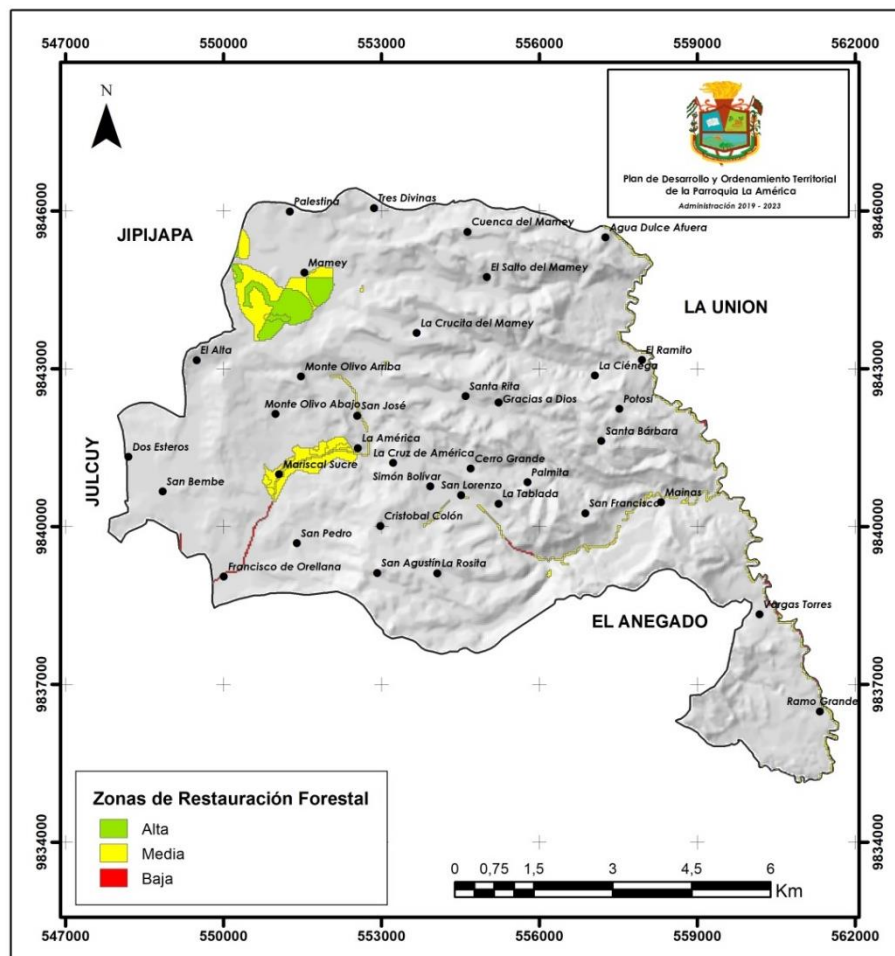 547000 550000 553000 556000 559000 562000
N
Plan de Desarrollo y Ordenamiento Territorial
de la Parroquia La América
Administración 2019 - 2023
9846000 9846000
Palestina
Tres Divinas
Cuenca del Mamey
Agua Dulce Afuera
JIPIJAPA
Mamey
El Salto del Mamey
LA UNION
La Crucita del Mamey
9843000 9843000
El Alta
El Ramito
Monte Olivo Arriba
La Ciénega
Santa Rita
Gracias a Dios
Potosí
Monte Olivo Abajo
San José
Santa Bárbara
La América
Dos Esteros
La Cruz de América
Mariscal Sucre
Cerro Grande
JULCUY
San Bembe
Simón Bolívar
Palmita
San Lorenzo
La Tablada
San Francisco
Mainas
9840000 9840000
Cristobal Colón
San Pedro
Francisco de Orellana
San Agustín
La Rosita
EL ANEGADO
Vargas Torres
9837000 9837000
Ramo Grande
Zonas de Restauración Forestal
Alta
Media
Baja
9834000 9834000
0 0,75 1,5 3 4,5 6
Km
547000 550000 553000 556000 559000 562000